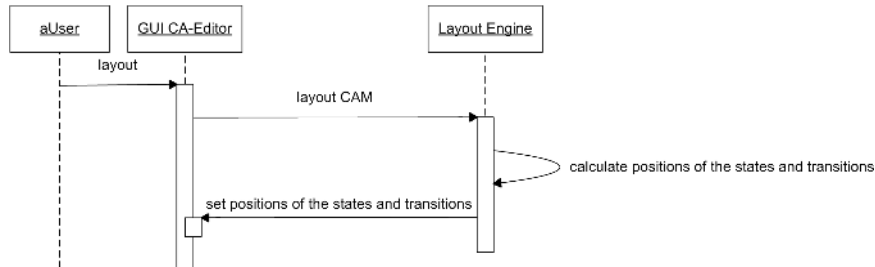 aUser
GUI CA-Editor
Layout Engine
layout
layout CAM
calculate positions of the states and transitions
set positions of the states and transitions